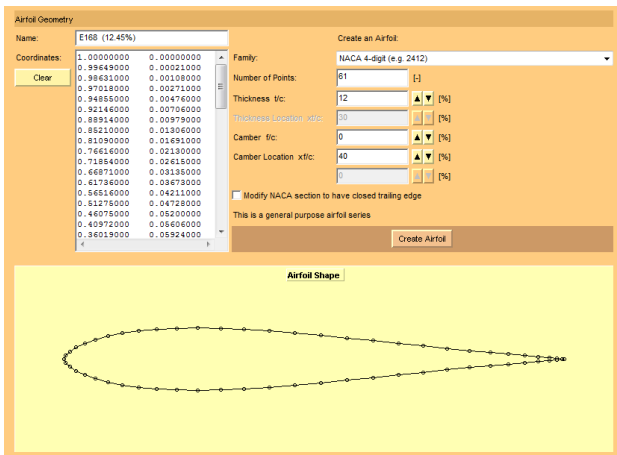 Airfoil Geometry
Name: E168 (12.45%)
Create an Airfoil:
Coordinates:
Clear
1.00000000 0.00000000
0.99649000 0.00021000
0.98631000 0.00108000
0.97018000 0.00271000
0.94855000 0.00476000
0.92146000 0.00706000
0.88914000 0.00979000
0.85210000 0.01306000
0.81090000 0.01691000
0.76616000 0.02130000
0.71854000 0.02615000
0.66871000 0.03135000
0.61736000 0.03673000
0.56516000 0.04211000
0.51275000 0.04728000
0.46075000 0.05200000
0.40972000 0.05606000
0.36019000 0.05924000
Family: NACA 4-digit (e.g. 2412)
Number of Points: 61 [-]
Thickness t/c: 12 [%]
Thickness Location xt/c: 30 [%]
Camber f/c: 0 [%]
Camber Location xf/c: 40 [%]
0 [%]
Modify NACA section to have closed trailing edge
This is a general purpose airfoil series
Create Airfoil
Airfoil Shape